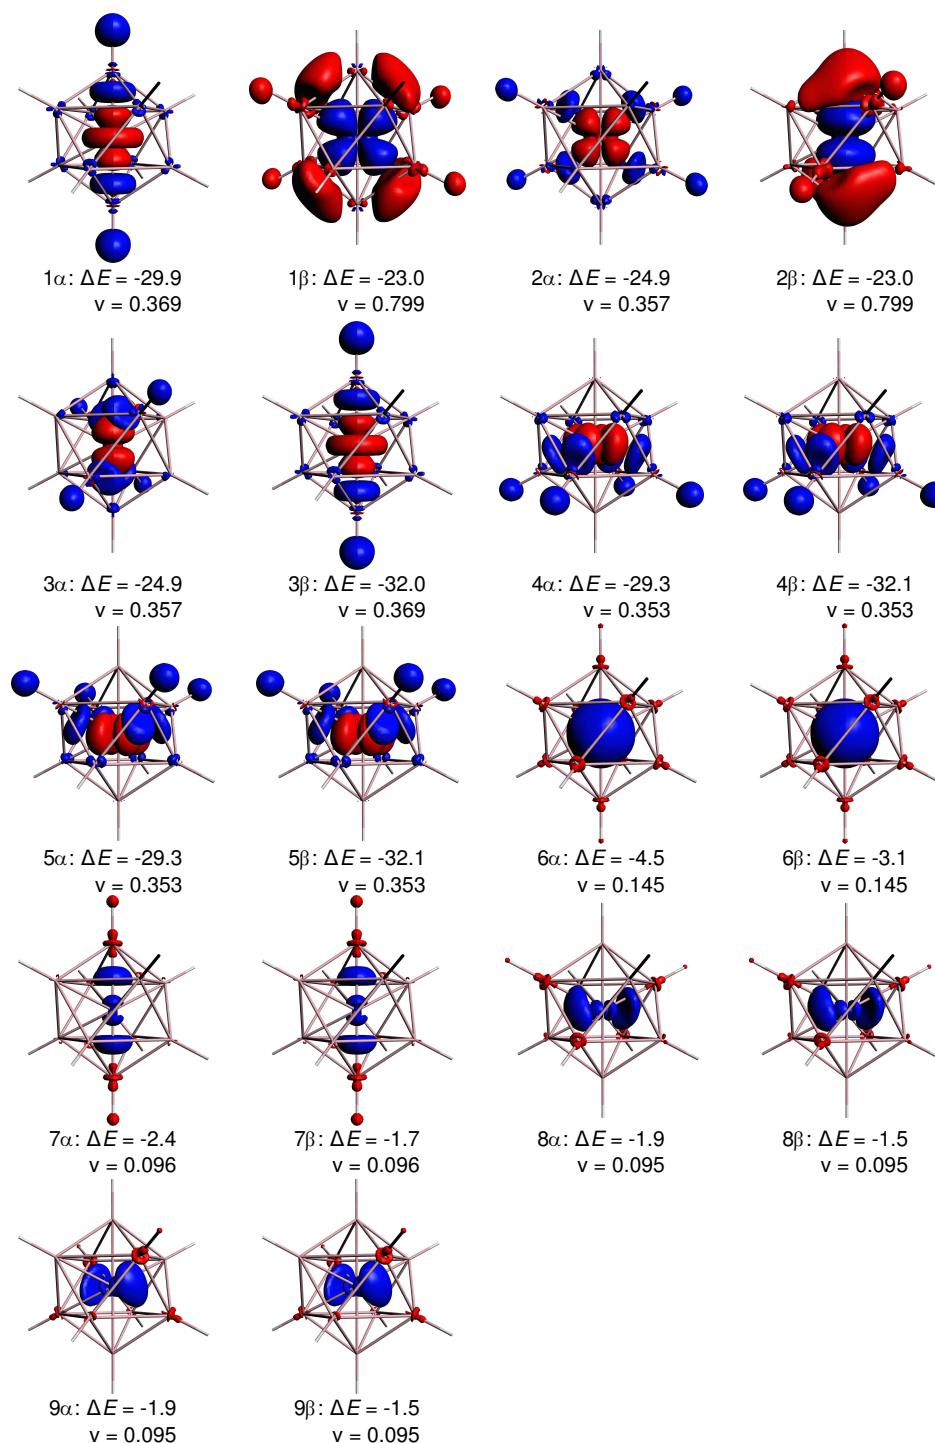 1α: ΔE = -29.9
v = 0.369
1β: ΔE = -23.0
v = 0.799
2α: ΔE = -24.9
v = 0.357
2β: ΔE = -23.0
v = 0.799
3α: ΔE = -24.9
v = 0.357
3β: ΔE = -32.0
v = 0.369
4α: ΔE = -29.3
v = 0.353
4β: ΔE = -32.1
v = 0.353
5α: ΔE = -29.3
v = 0.353
5β: ΔE = -32.1
v = 0.353
6α: ΔE = -4.5
v = 0.145
6β: ΔE = -3.1
v = 0.145
7α: ΔE = -2.4
v = 0.096
7β: ΔE = -1.7
v = 0.096
8α: ΔE = -1.9
v = 0.095
8β: ΔE = -1.5
v = 0.095
9α: ΔE = -1.9
v = 0.095
9β: ΔE = -1.5
v = 0.095